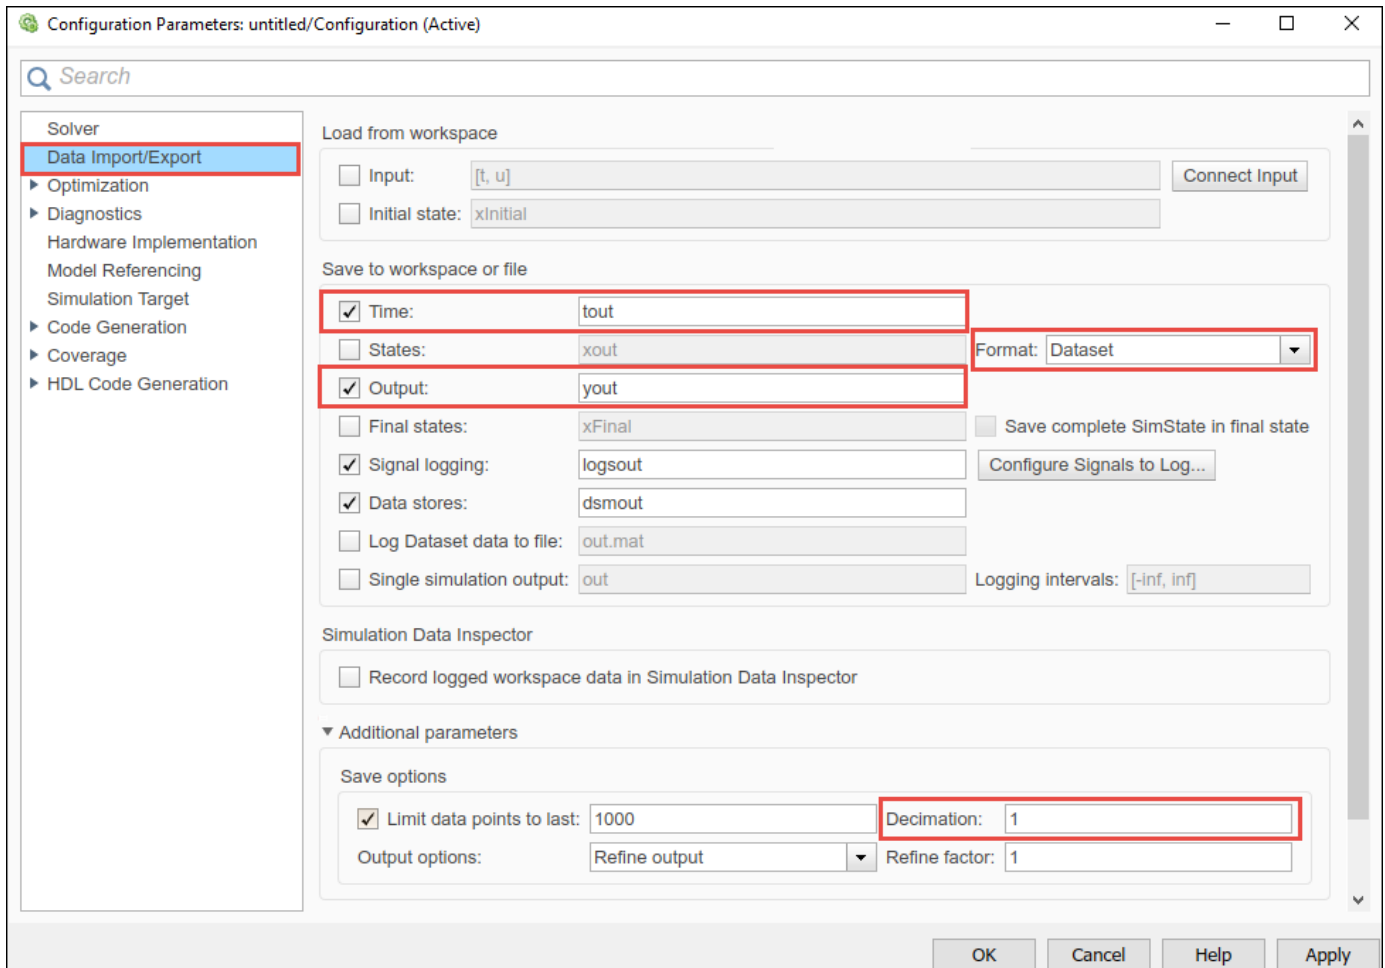 Configuration Parameters: untitled/Configuration (Active)
Search
Solver
Data Import/Export
Optimization
Diagnostics
Hardware Implementation
Model Referencing
Simulation Target
Code Generation
Coverage
HDL Code Generation
Load from workspace
Input: [t, u] Connect Input
Initial state: xInitial
Save to workspace or file
Time: tout
States: xout Format: Dataset
Output: yout
Final states: xFinal Save complete SimState in final state
Signal logging: logsout Configure Signals to Log...
Data stores: dsmout
Log Dataset data to file: out.mat
Single simulation output: out Logging intervals: [-inf, inf]
Simulation Data Inspector
Record logged workspace data in Simulation Data Inspector
Additional parameters
Save options
Limit data points to last: 1000 Decimation: 1
Output options: Refine output Refine factor: 1
OK Cancel Help Apply